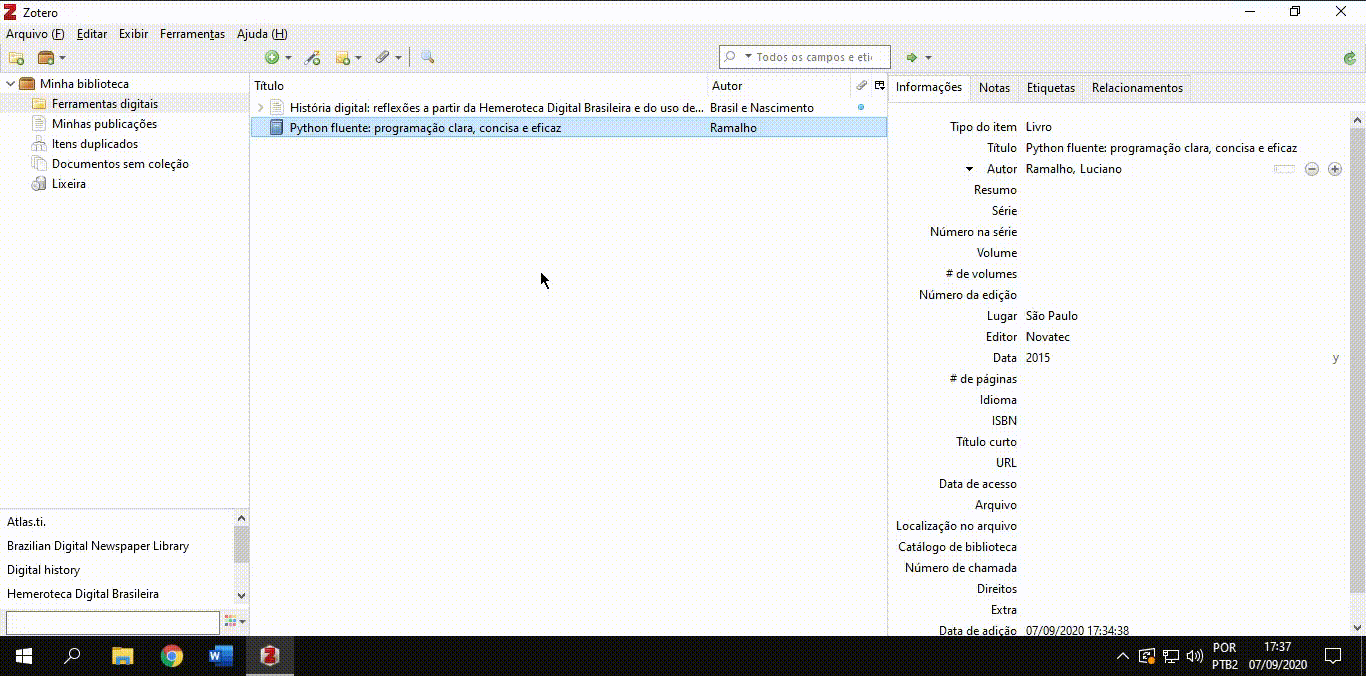 Zotero
Arquivo (F) Editar Exibir Ferramentas Ajuda (H)
Todos os campos e eti
Minha biblioteca
Ferramentas digitais
Minhas publicações
Itens duplicados
Documentos sem coleção
Lixeira
Atlas.ti.
Brazilian Digital Newspaper Library
Digital history
Hemeroteca Digital Brasileira
Título Autor
História digital: reflexões a partir da Hemeroteca Digital Brasileira e do uso de... Brasil e Nascimento
Python fluente: programação clara, concisa e eficaz Ramalho
Informações Notas Etiquetas Relacionamentos
Tipo do item Livro
Título Python fluente: programação clara, concisa e eficaz
Autor Ramalho, Luciano
Resumo
Série
Número na série
Volume
# de volumes
Número da edição
Lugar São Paulo
Editor Novatec
Data 2015 y
# de páginas
Idioma
ISBN
Título curto
URL
Data de acesso
Arquivo
Localização no arquivo
Catálogo de biblioteca
Número de chamada
Direitos
Extra
Data de adição 07/09/2020 17:34:38
POR 17:37
PTB2 07/09/2020